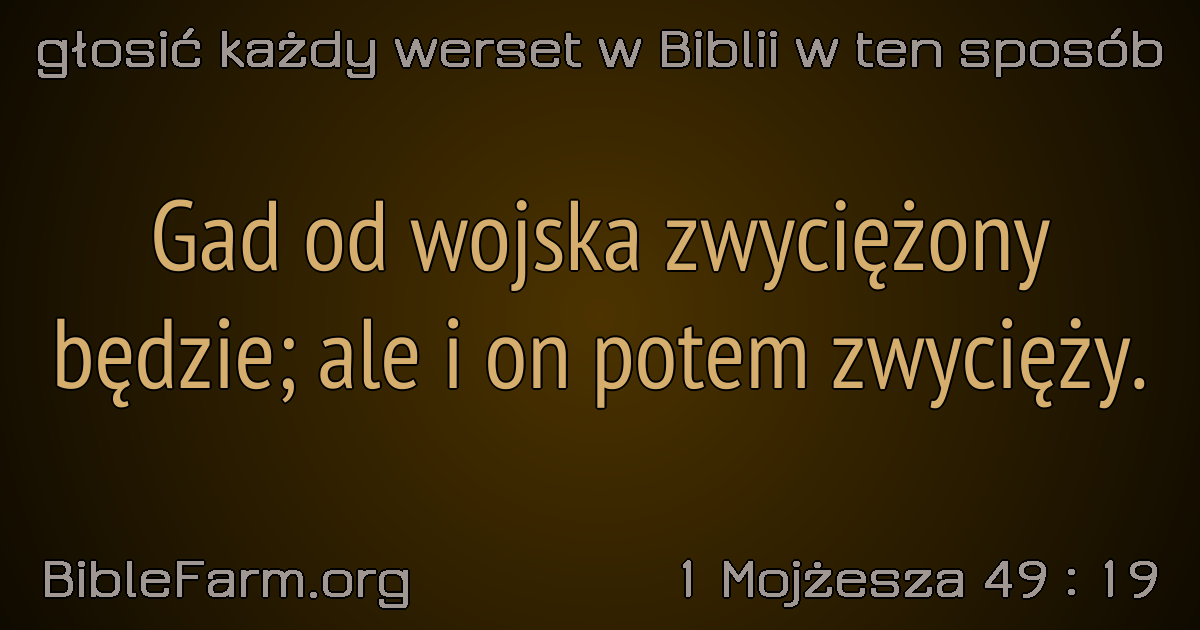 głosić każdy werset w Biblii w ten sposób
Gad od wojska zwyciężony
będzie; ale i on potem zwycięży.
BibleFarm.org
1 Mojżesza 49 : 19